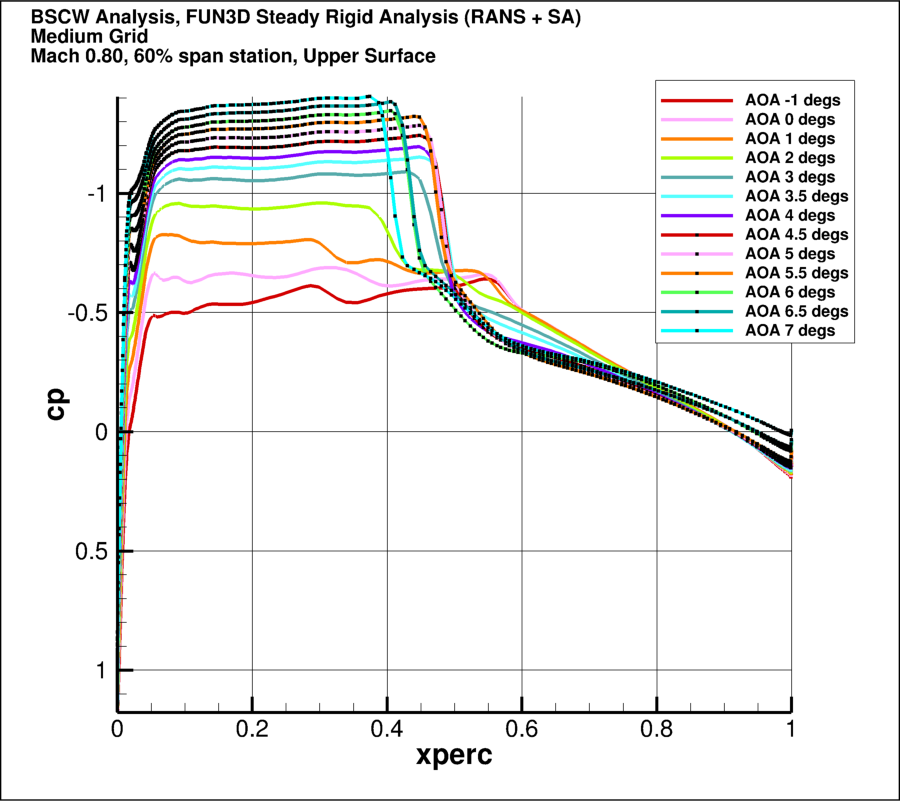 BSCW Analysis, FUN3D Steady Rigid Analysis (RANS + SA)
Medium Grid
Mach 0.80, 60% span station, Upper Surface
AOA -1 degs
AOA 0 degs
AOA 1 degs
AOA 2 degs
AOA 3 degs
AOA 3.5 degs
AOA 4 degs
AOA 4.5 degs
AOA 5 degs
AOA 5.5 degs
AOA 6 degs
AOA 6.5 degs
AOA 7 degs
-1
-0.5
0
0.5
1
cp
0 0.2 0.4 0.6 0.8 1
xperc